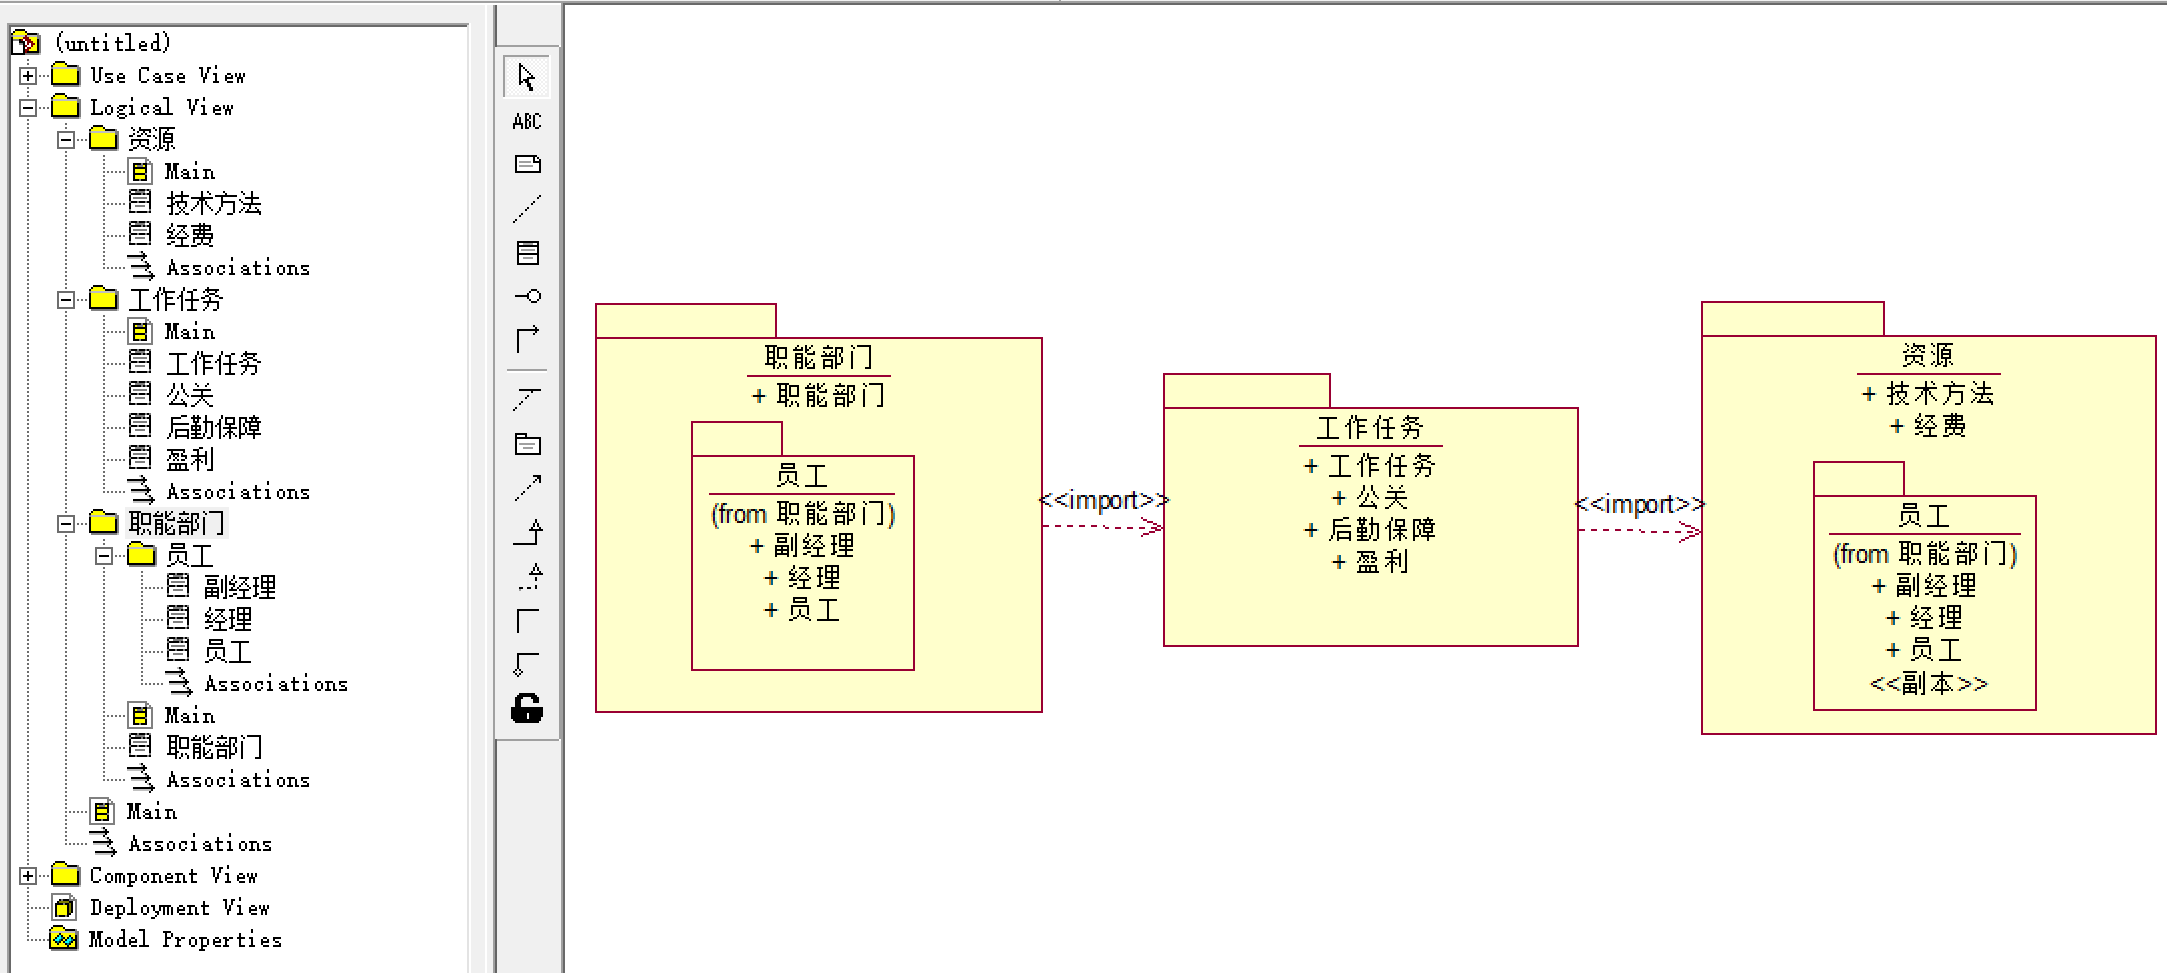 (untitled)
Use Case View
Logical View
资源
Main
技术方法
经费
Associations
工作任务
Main
工作任务
公关
后勤保障
盈利
Associations
职能部门
员工
副经理
经理
员工
Associations
Main
职能部门
Associations
Main
Associations
Component View
Deployment View
Model Properties
ABC
职能部门
+ 职能部门
员工
(from 职能部门)
+ 副经理
+ 经理
+ 员工
<<import>>
工作任务
+ 工作任务
+ 公关
+ 后勤保障
+ 盈利
<<import>>
资源
+ 技术方法
+ 经费
员工
(from 职能部门)
+ 副经理
+ 经理
+ 员工
<<副本>>